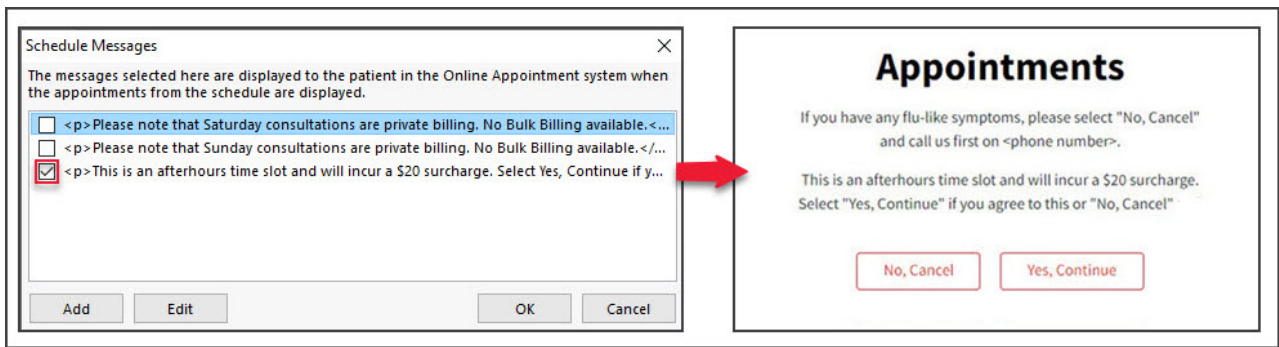 Schedule Messages
The messages selected here are displayed to the patient in the Online Appointment system when
the appointments from the schedule are displayed.
<p>Please note that Saturday consultations are private billing. No Bulk Billing available.<...
<p>Please note that Sunday consultations are private billing. No Bulk Billing available.</...
<p>This is an afterhours time slot and will incur a $20 surcharge. Select Yes, Continue if y...
Add
Edit
OK
Cancel
Appointments
If you have any flu-like symptoms, please select "No, Cancel"
and call us first on <phone number>.
This is an afterhours time slot and will incur a $20 surcharge.
Select "Yes, Continue" if you agree to this or "No, Cancel"
No, Cancel
Yes, Continue